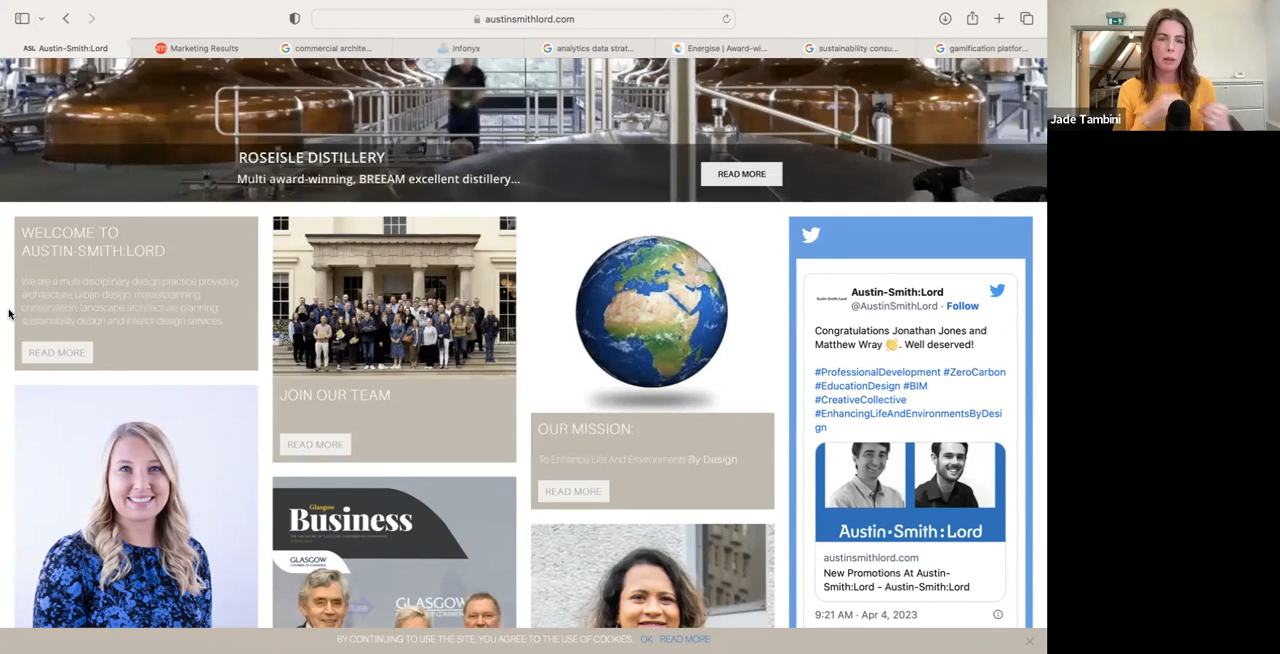 austinsmithlord.com
ASL Austin-Smith:Lord
Marketing Results
commercial archite...
Infonyx
analytics data strat...
Energise | Award-wi...
sustainability consu...
gamification platfor...
Jade Tambini
ROSEISLE DISTILLERY
Multi award-winning, BREEAM excellent distillery...
READ MORE
WELCOME TO
AUSTIN-SMITH:LORD
We are a multi-disciplinary design practice providing
architecture, urban design, masterplanning,
conservation, landscape architecture, planning,
sustainability design and interior design services.
READ MORE
JOIN OUR TEAM
READ MORE
Glasgow
Business
GLASGOW
GLASGOW
OUR MISSION:
To Enhance Life And Environments By Design
READ MORE
Austin-Smith:Lord
@AustinSmithLord · Follow
Congratulations Jonathan Jones and
Matthew Wray 👏. Well deserved!
#ProfessionalDevelopment #ZeroCarbon
#EducationDesign #BIM
#CreativeCollective
#EnhancingLifeAndEnvironmentsByDesi
gn
Austin-Smith:Lord
austinsmithlord.com
New Promotions At Austin-
Smith:Lord - Austin-Smith:Lord
9:21 AM · Apr 4, 2023
BY CONTINUING TO USE THE SITE, YOU AGREE TO THE USE OF COOKIES. OK READ MORE